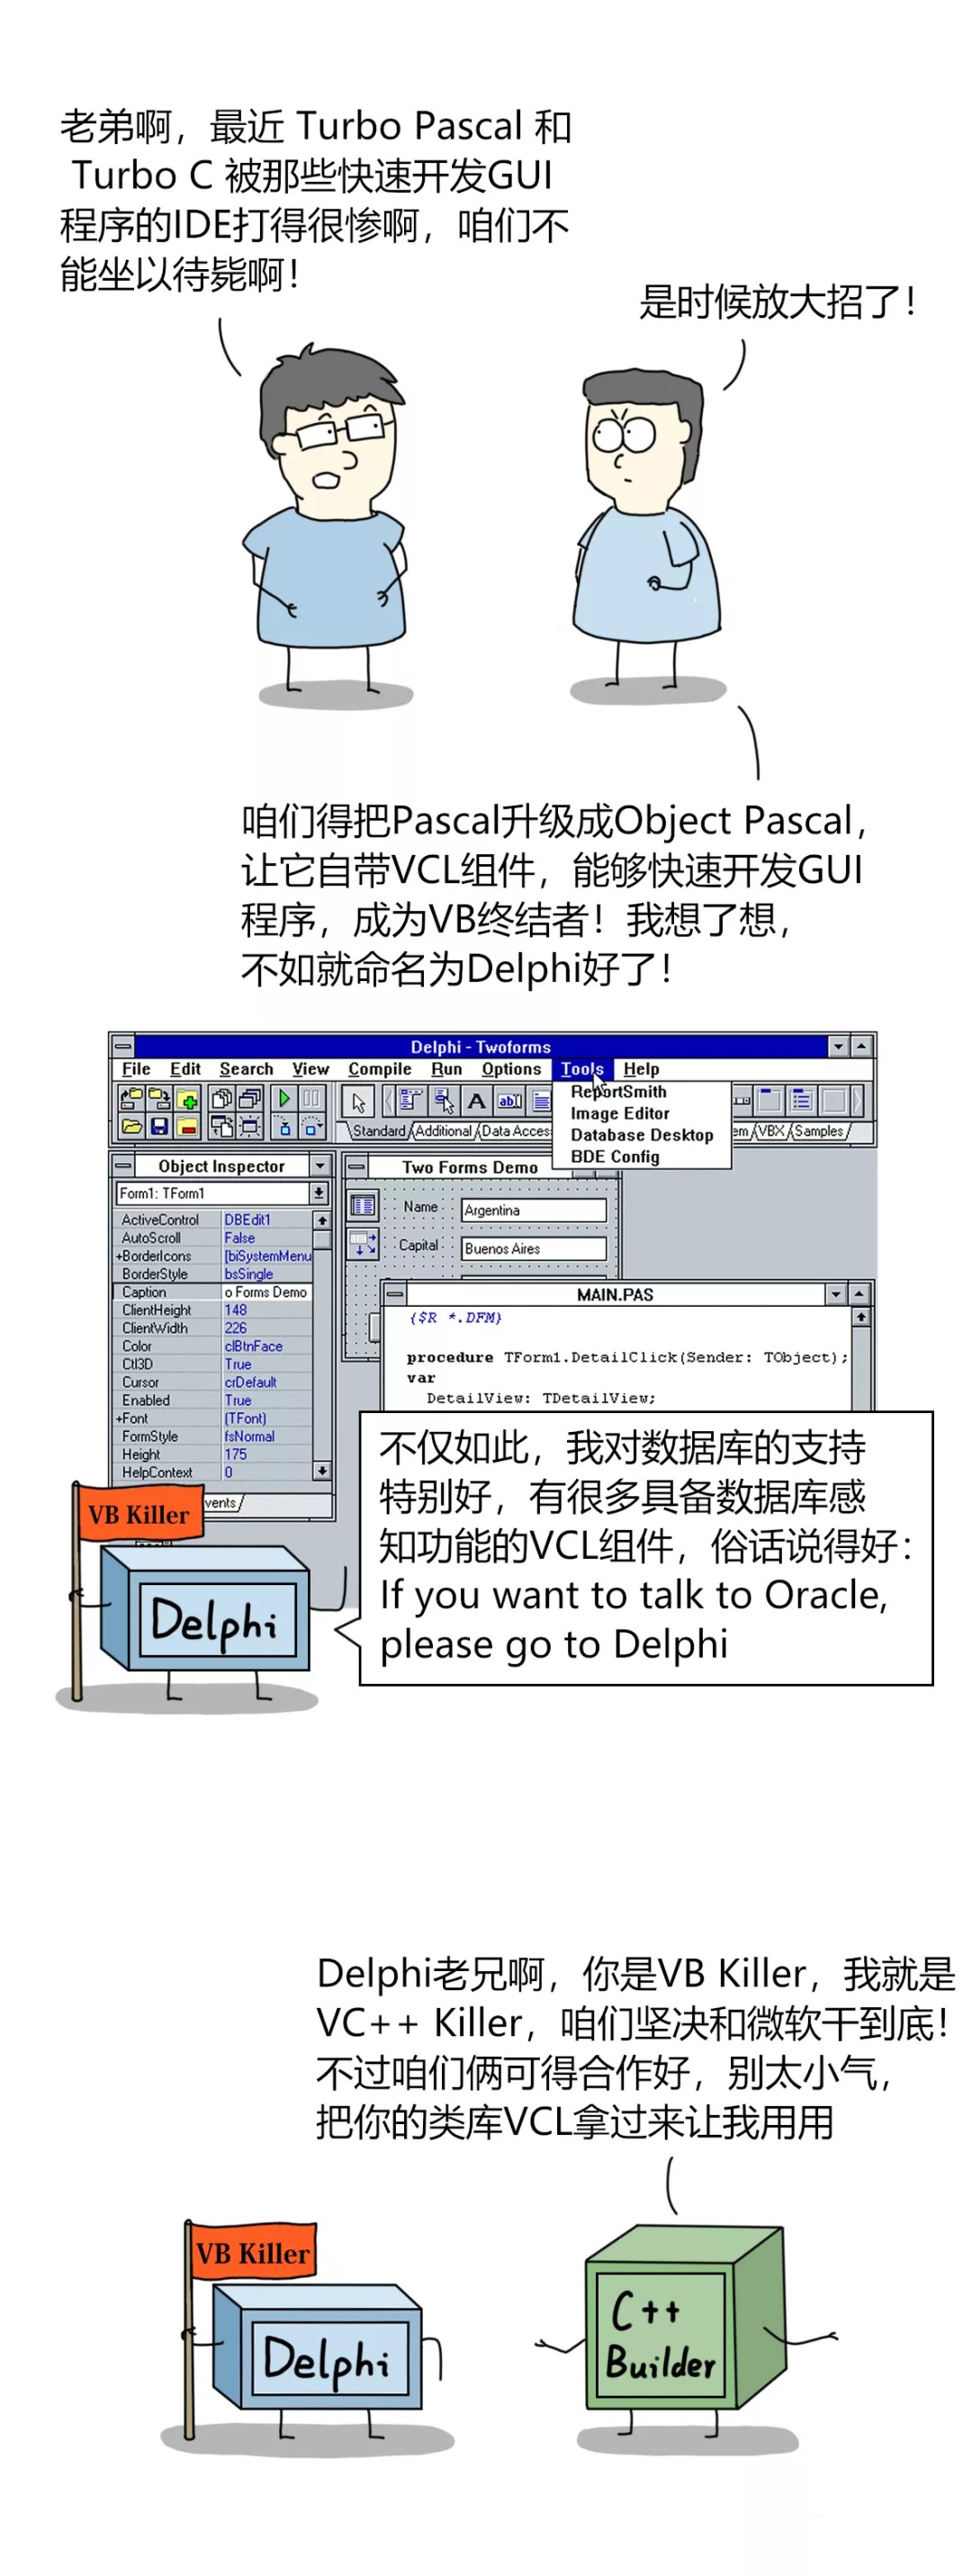 老弟啊，最近 Turbo Pascal 和
Turbo C 被那些快速开发GUI
程序的IDE打得很惨啊，咱们不
能坐以待毙啊！
是时候放大招了！
咱们得把Pascal升级成Object Pascal，
让它自带VCL组件，能够快速开发GUI
程序，成为VB终结者！我想了想，
不如就命名为Delphi好了！
Delphi - Twoforms
File Edit Search View Compile Run Options Tools Help
ReportSmith
Image Editor
Database Desktop
BDE Config
Standard Additional Data Acces em VBX Samples
Object Inspector
Form1: TForm1
ActiveControl DBEdit1
AutoScroll False
+BorderIcons [biSystemMenu
BorderStyle bsSingle
Caption o Forms Demo
ClientHeight 148
ClientWidth 226
Color clBtnFace
Ctl3D True
Cursor crDefault
Enabled True
+Font (TFont)
FormStyle fsNormal
Height 175
HelpContext 0
vents
Two Forms Demo
Name Argentina
Capital Buenos Aires
MAIN.PAS
{$R *.DFM}
procedure TForm1.DetailClick(Sender: TObject);
var
DetailView: TDetailView;
VB Killer
Delphi
不仅如此，我对数据库的支持
特别好，有很多具备数据库感
知功能的VCL组件，俗话说得好：
If you want to talk to Oracle,
please go to Delphi
Delphi老兄啊，你是VB Killer，我就是
VC++ Killer，咱们坚决和微软干到底！
不过咱们俩可得合作好，别太小气，
把你的类库VCL拿过来让我用用
VB Killer
Delphi
C++
Builder